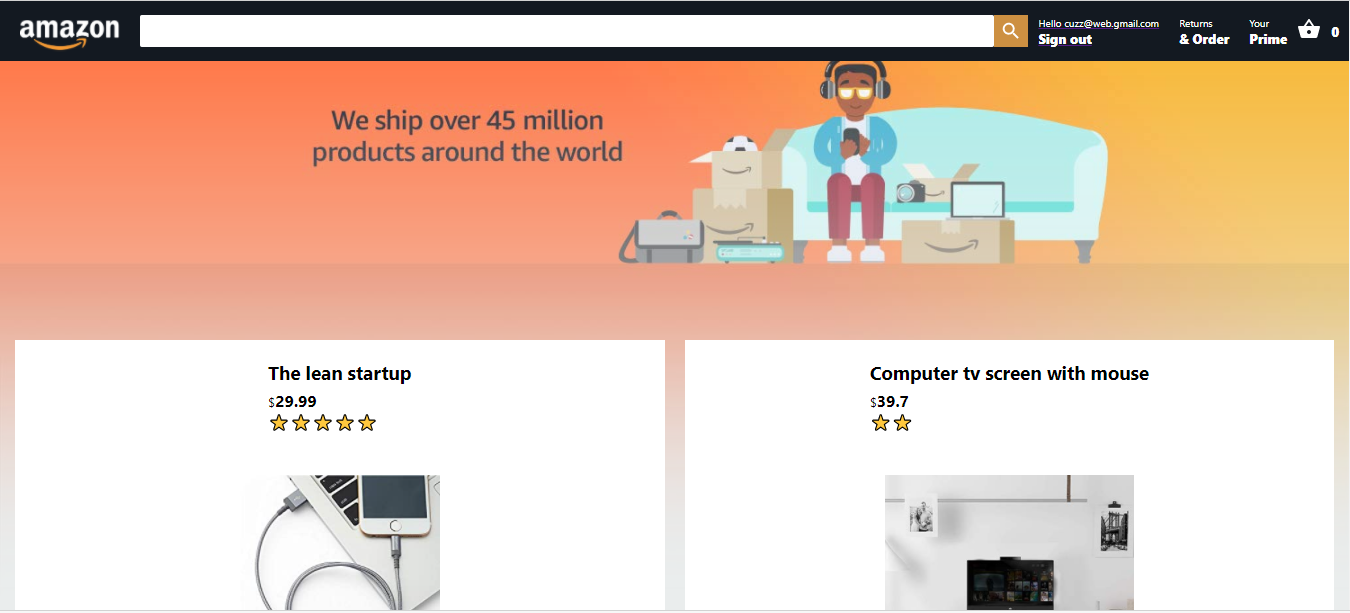 amazon
Hello cuzz@web.gmail.com
Sign out
Returns
& Order
Your
Prime
0
We ship over 45 million
products around the world
The lean startup
$29.99
Computer tv screen with mouse
$39.7